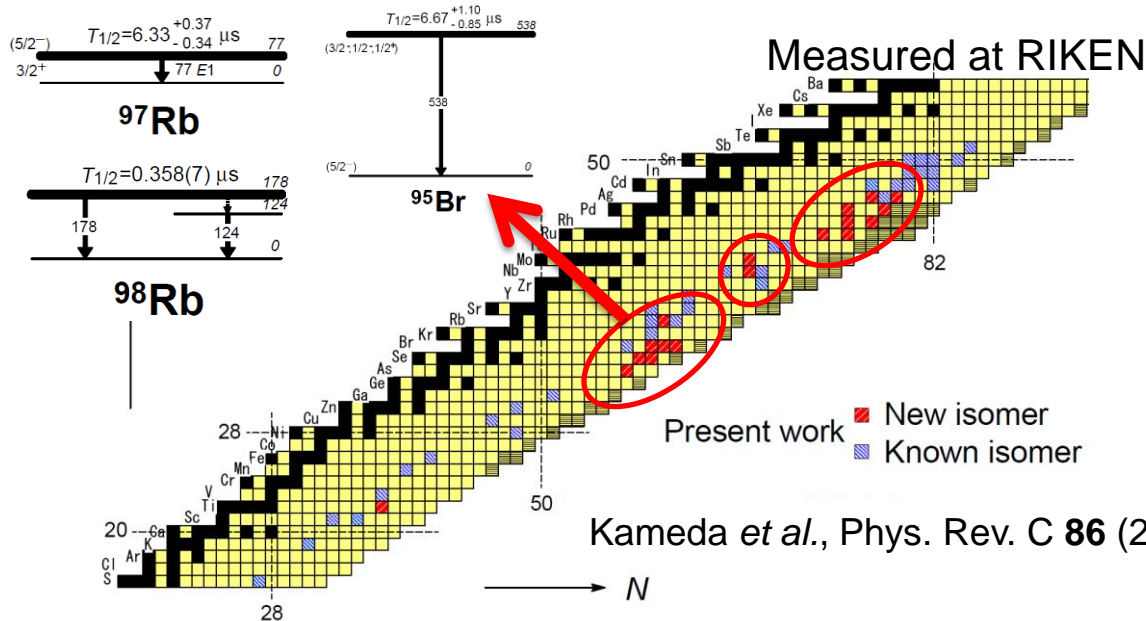 T1/2=6.33 +0.37 - 0.34 μs
(5/2⁻)
77
3/2⁺
77 E1
0
⁹⁷Rb
T1/2=6.67 +1.10 - 0.85 μs
538
(3/2⁻,1/2⁻,1/2⁺)
538
(5/2⁻)
0
⁹⁵Br
T1/2=0.358(7) μs
178
124
178
124
0
⁹⁸Rb
Measured at RIKEN
Ba
Cs
Xe
I
Te
Sb
50
Sn
In
Cd
Ag
Pd
Rh
Ru
Mo
Nb
Zr
Y
Sr
Rb
Kr
Br
Se
As
Ge
Ga
Zn
Cu
28
Ni
Co
Fe
Mn
Cr
V
Ti
Sc
20
Ca
K
Ar
Cl
S
28
50
82
N
Present work
New isomer
Known isomer
Kameda et al., Phys. Rev. C 86 (2